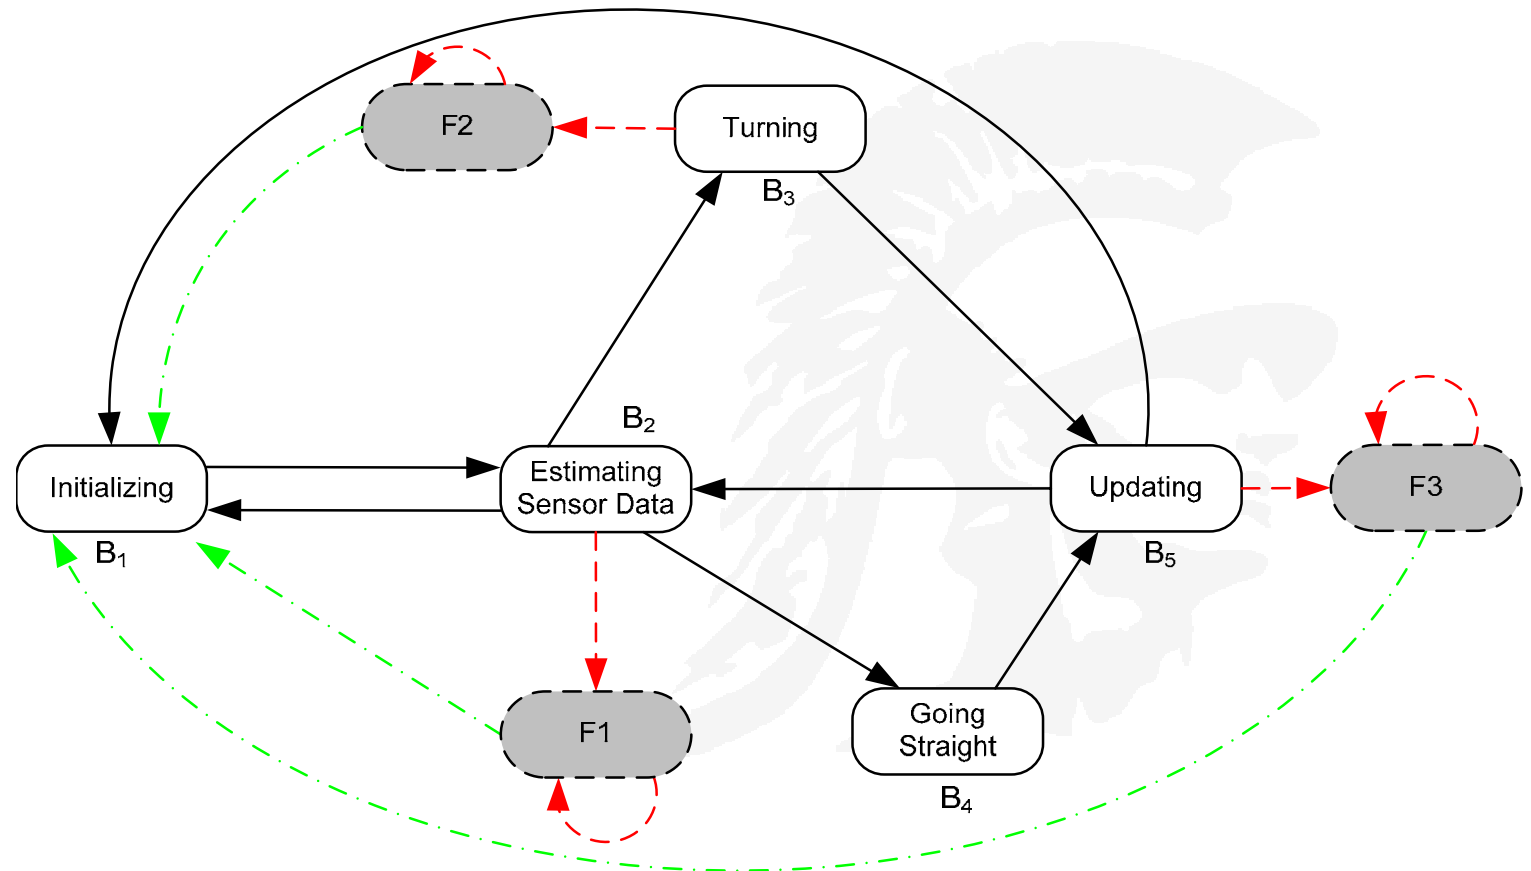 F2
Turning
B3
B2
Initializing
Estimating
Sensor Data
Updating
F3
B1
B5
F1
Going
Straight
B4